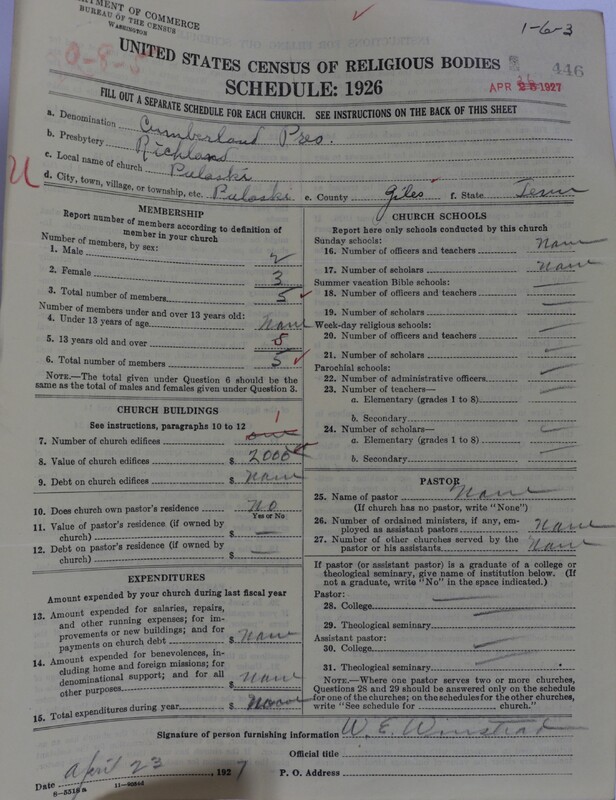 DEPARTMENT OF COMMERCE
BUREAU OF THE CENSUS
WASHINGTON
1-6-3
UNITED STATES CENSUS OF RELIGIOUS BODIES
446
SCHEDULE: 1926
APR 1927
FILL OUT A SEPARATE SCHEDULE FOR EACH CHURCH. SEE INSTRUCTIONS ON THE BACK OF THIS SHEET
a. Denomination Cumberland Pres.
b. Presbytery Richland
c. Local name of church Pulaski
U
d. City, town, village, or township, etc. Pulaski e. County Giles f. State Tenn
MEMBERSHIP
Report number of members according to definition of
member in your church
Number of members, by sex:
1. Male 2
2. Female 3
3. Total number of members 5
Number of members under and over 13 years old:
4. Under 13 years of age None
5. 13 years old and over 5
6. Total number of members 5
NOTE.—The total given under Question 6 should be
same as the total of males and females given under Question 3.
CHURCH BUILDINGS
See instructions, paragraphs 10 to 12
1
7. Number of church edifices one
8. Value of church edifices $ 2000
9. Debt on church edifices $ None
10. Does church own pastor's residence No
Yes or No
11. Value of pastor's residence (if owned by
church) $ —
12. Debt on pastor's residence (if owned by
church) $ —
EXPENDITURES
Amount expended by your church during last fiscal year
13. Amount expended for salaries, repairs,
and other running expenses; for im-
provements or new buildings; and for
payments on church debt $ None
14. Amount expended for benevolences, in-
cluding home and foreign missions; for
denominational support; and for all
other purposes $ None
15. Total expenditures during year $ None
CHURCH SCHOOLS
Report here only schools conducted by this church
Sunday schools:
16. Number of officers and teachers None
17. Number of scholars None
Summer vacation Bible schools:
18. Number of officers and teachers —
19. Number of scholars —
Week-day religious schools:
20. Number of officers and teachers —
21. Number of scholars —
Parochial schools:
22. Number of administrative officers —
23. Number of teachers—
a. Elementary (grades 1 to 8) —
b. Secondary —
24. Number of scholars—
a. Elementary (grades 1 to 8) —
b. Secondary —
PASTOR
25. Name of pastor None
(If church has no pastor, write "None")
26. Number of ordained ministers, if any, em-
ployed as assistant pastors None
27. Number of other churches served by the
pastor or his assistants None
If pastor (or assistant pastor) is a graduate of a college or
theological seminary, give name of institution below. (If
not a graduate, write "No" in the space indicated.)
Pastor:
28. College —
29. Theological seminary —
Assistant pastor:
30. College —
31. Theological seminary —
NOTE.—Where one pastor serves two or more churches,
Questions 28 and 29 should be answered only on the schedule
for one of the churches; on the schedules for the other churches,
write "See schedule for ________ church."
Signature of person furnishing information W. E. Winstead
Official title
Date April 23, 1927 P. O. Address
8-5518a